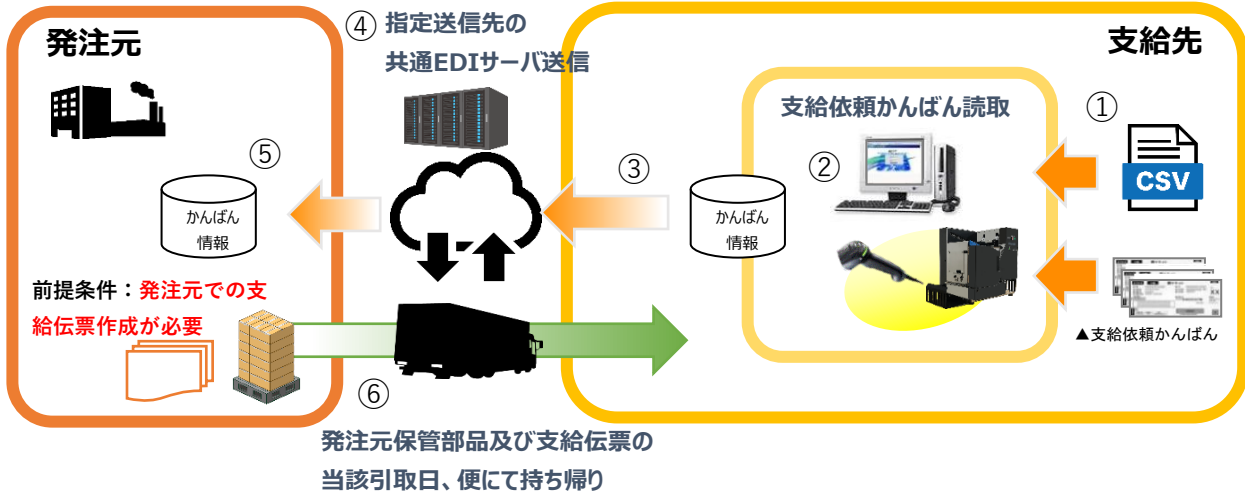 発注元
④ 指定送信先の
共通EDIサーバ送信
支給先
支給依頼かんばん読取
①
CSV
②
③
⑤
かんばん
情報
かんばん
情報
前提条件：発注元での支
給伝票作成が必要
▲支給依頼かんばん
⑥
発注元保管部品及び支給伝票の
当該引取日、便にて持ち帰り